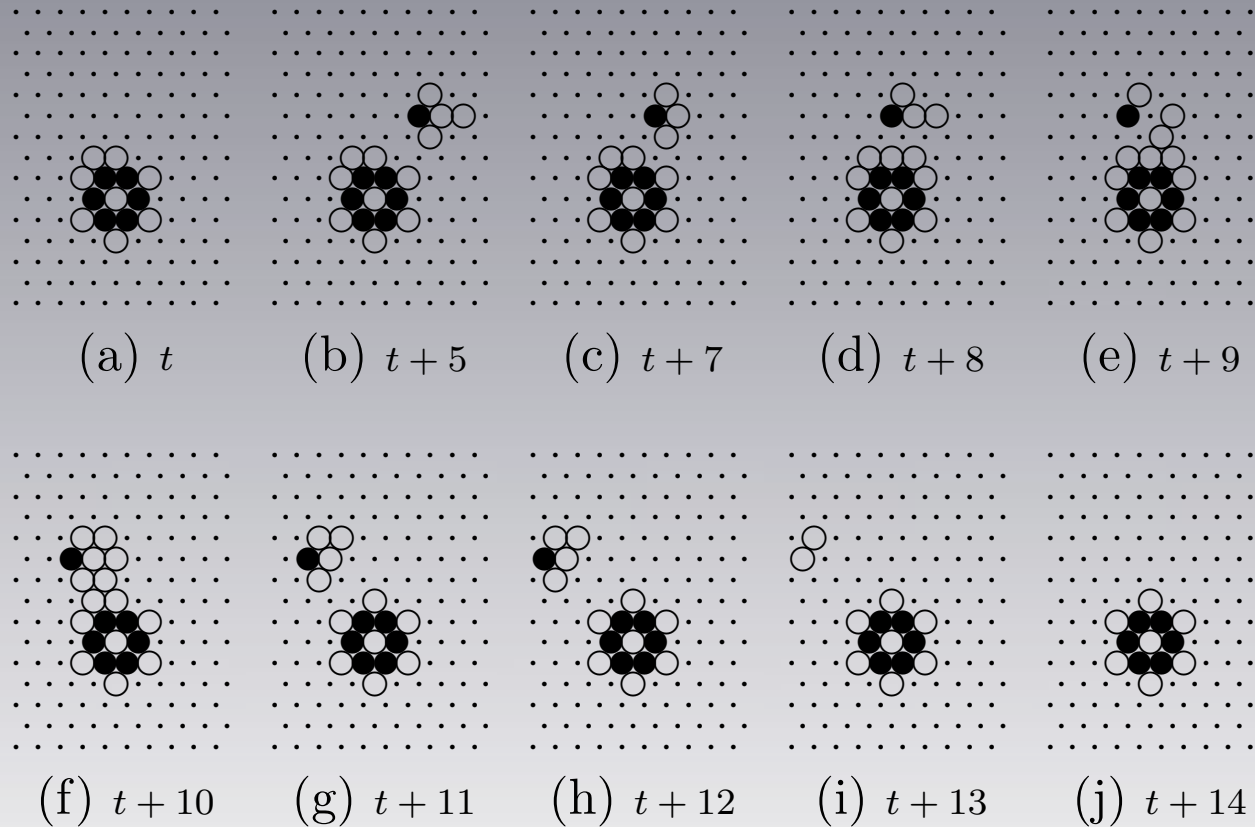 (a) t
(b) t + 5
(c) t + 7
(d) t + 8
(e) t + 9
(f) t + 10
(g) t + 11
(h) t + 12
(i) t + 13
(j) t + 14